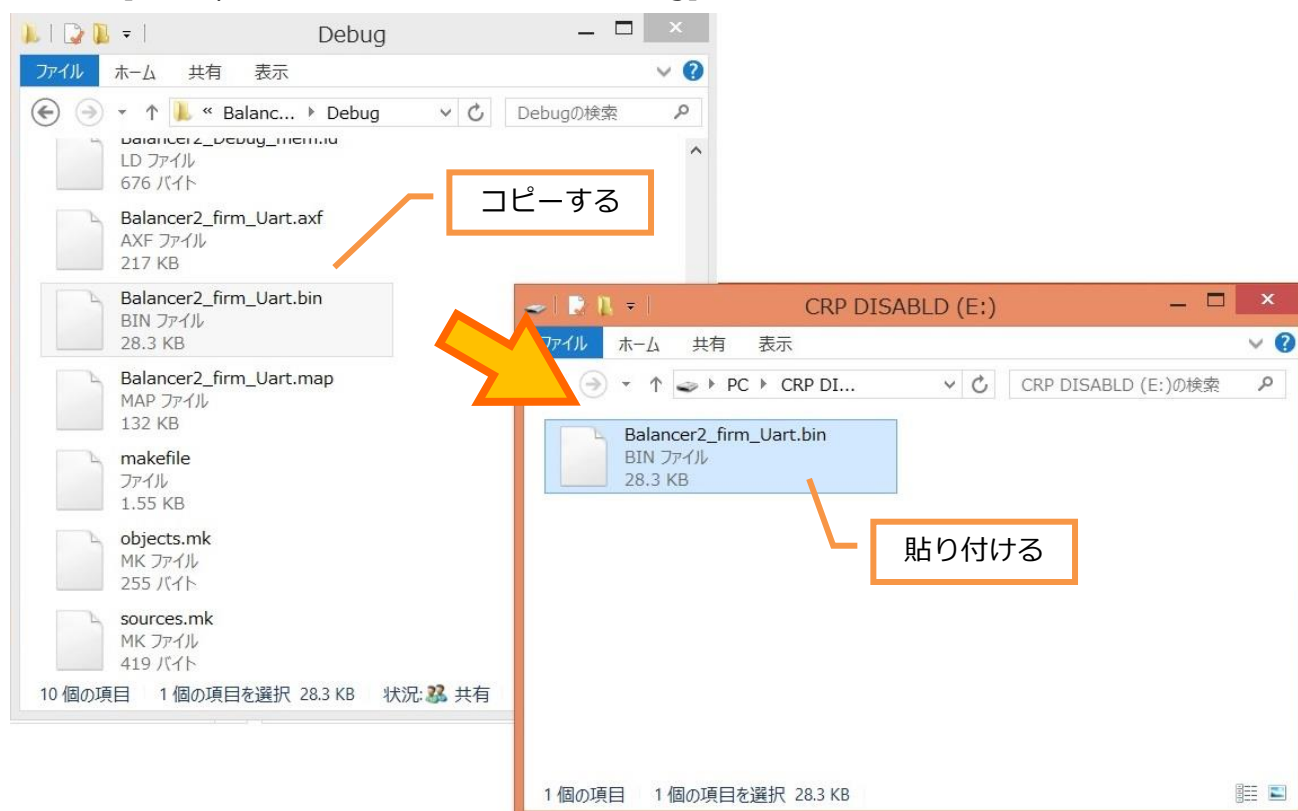 Debug
ファイル ホーム 共有 表示
« Balanc... Debug Debugの検索
Balancer2_Debug_mem.ld
LD ファイル
676 バイト
Balancer2_firm_Uart.axf
AXF ファイル
217 KB
Balancer2_firm_Uart.bin
BIN ファイル
28.3 KB
Balancer2_firm_Uart.map
MAP ファイル
132 KB
makefile
ファイル
1.55 KB
objects.mk
MK ファイル
255 バイト
sources.mk
MK ファイル
419 バイト
10 個の項目 1 個の項目を選択 28.3 KB 状況: 共有
コピーする
CRP DISABLD (E:)
ファイル ホーム 共有 表示
PC CRP DI... CRP DISABLD (E:)の検索
Balancer2_firm_Uart.bin
BIN ファイル
28.3 KB
貼り付ける
1 個の項目 1 個の項目を選択 28.3 KB